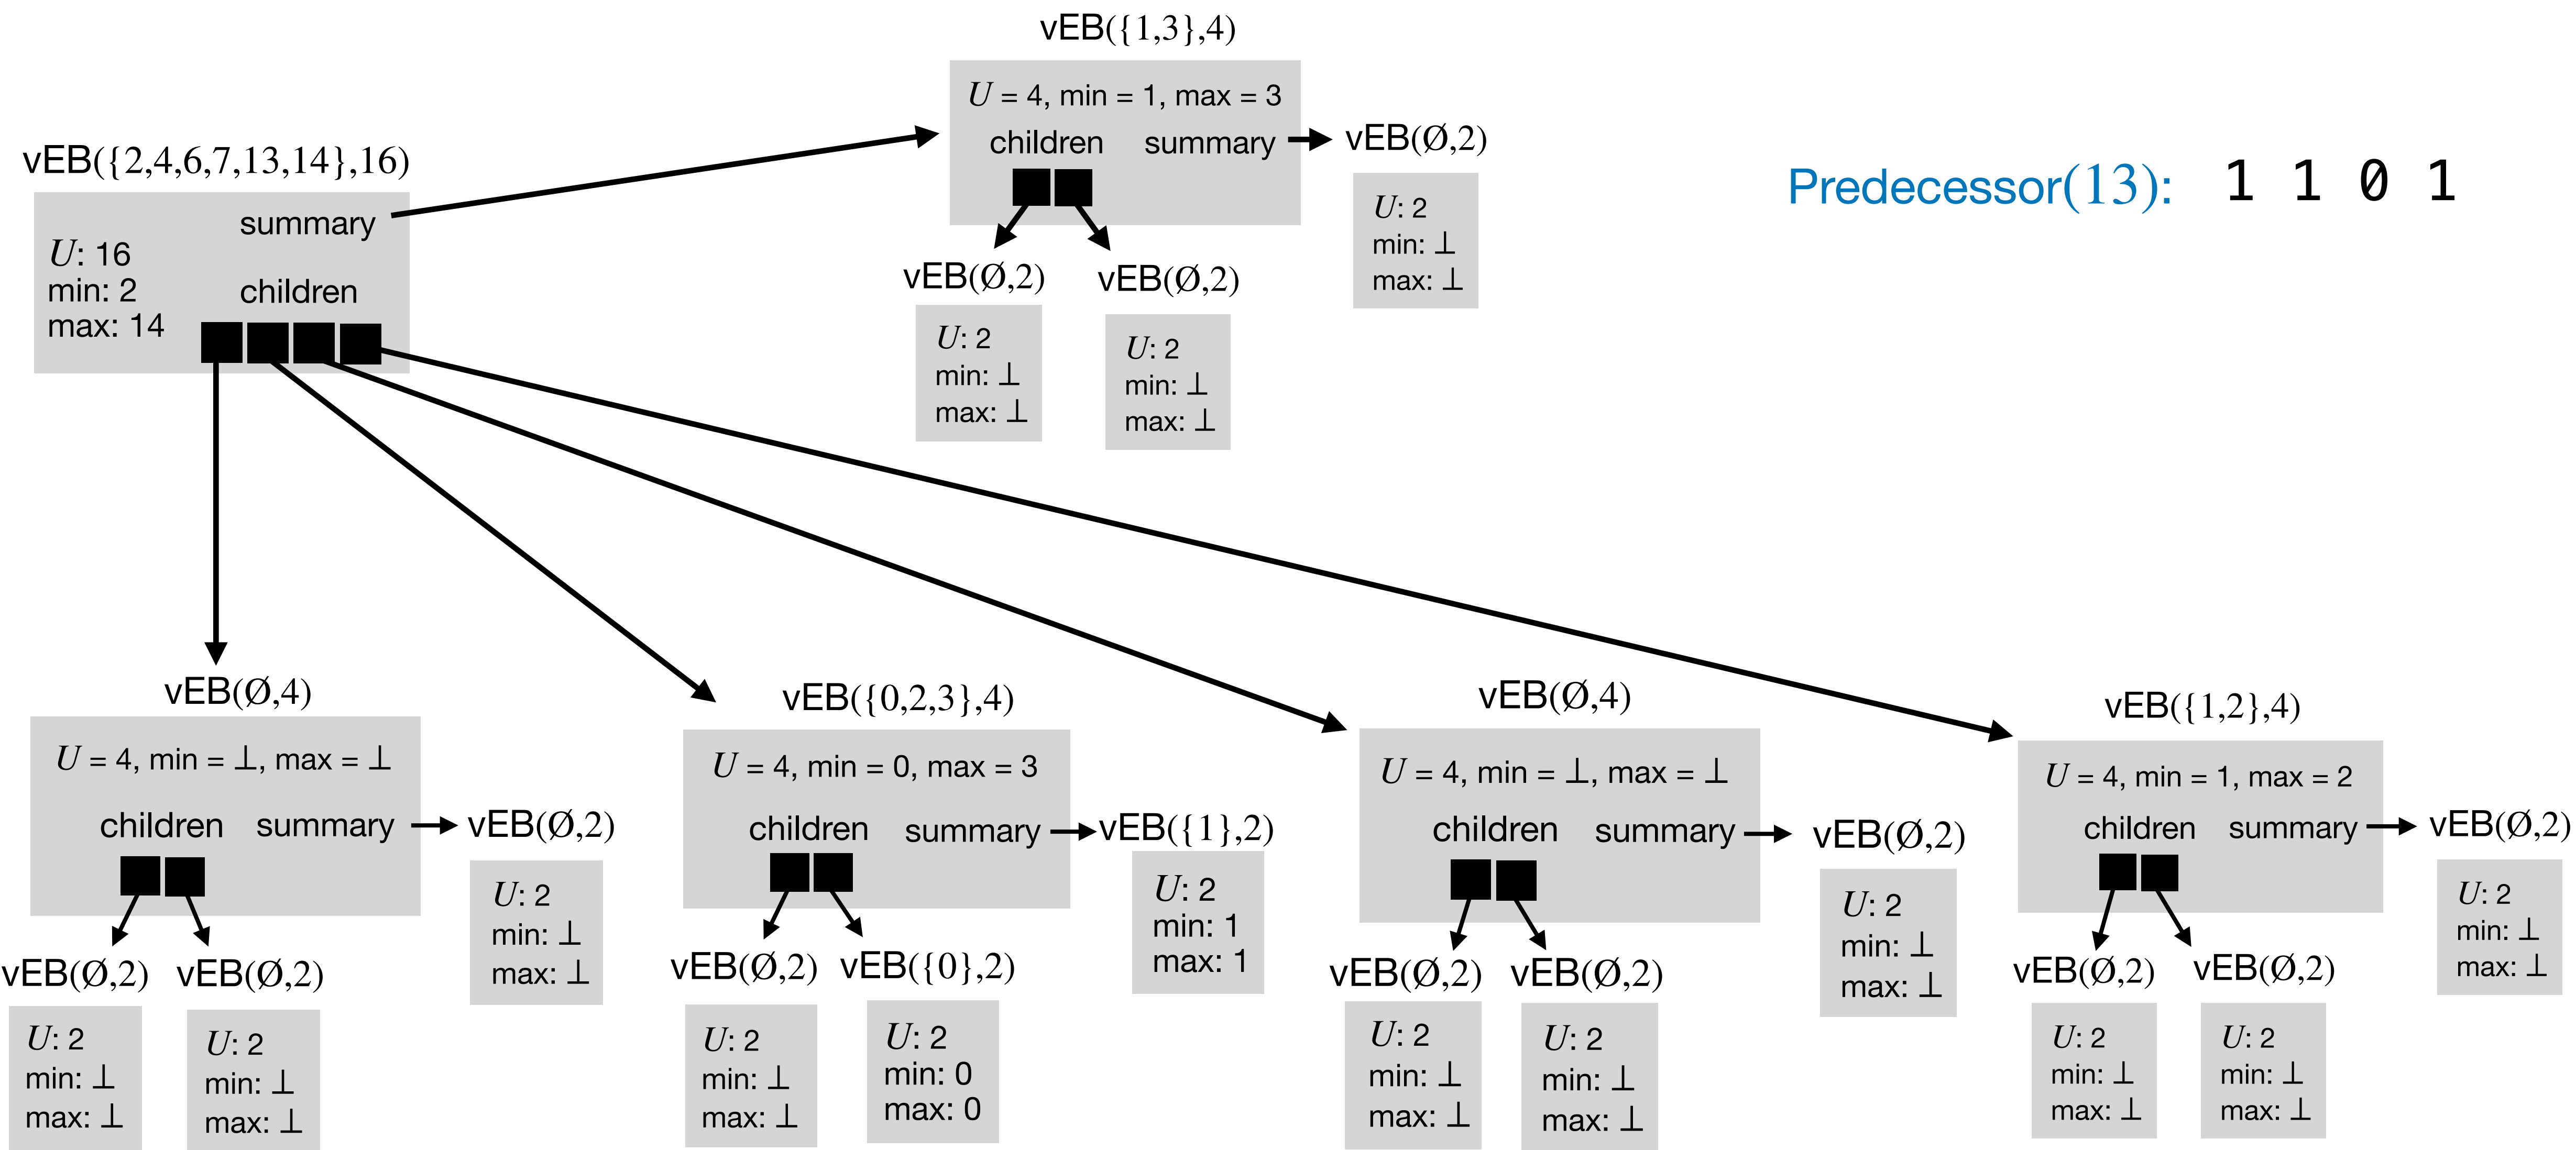 vEB({1,3},4)
U = 4, min = 1, max = 3
children summary
vEB(Ø,2)
U: 2
min: ⊥
max: ⊥
vEB(Ø,2)
U: 2
min: ⊥
max: ⊥
vEB(Ø,2)
U: 2
min: ⊥
max: ⊥
Predecessor(13): 1 1 0 1
vEB({2,4,6,7,13,14},16)
summary
U: 16
min: 2
max: 14
children
vEB(Ø,4)
U = 4, min = ⊥, max = ⊥
children summary
vEB(Ø,2)
U: 2
min: ⊥
max: ⊥
vEB(Ø,2)
U: 2
min: ⊥
max: ⊥
vEB(Ø,2)
U: 2
min: ⊥
max: ⊥
vEB({0,2,3},4)
U = 4, min = 0, max = 3
children summary
vEB({1},2)
U: 2
min: 1
max: 1
vEB(Ø,2)
U: 2
min: ⊥
max: ⊥
vEB({0},2)
U: 2
min: 0
max: 0
vEB(Ø,4)
U = 4, min = ⊥, max = ⊥
children summary
vEB(Ø,2)
U: 2
min: ⊥
max: ⊥
vEB(Ø,2)
U: 2
min: ⊥
max: ⊥
vEB(Ø,2)
U: 2
min: ⊥
max: ⊥
vEB({1,2},4)
U = 4, min = 1, max = 2
children summary
vEB(Ø,2)
U: 2
min: ⊥
max: ⊥
vEB(Ø,2)
U: 2
min: ⊥
max: ⊥
vEB(Ø,2)
U: 2
min: ⊥
max: ⊥